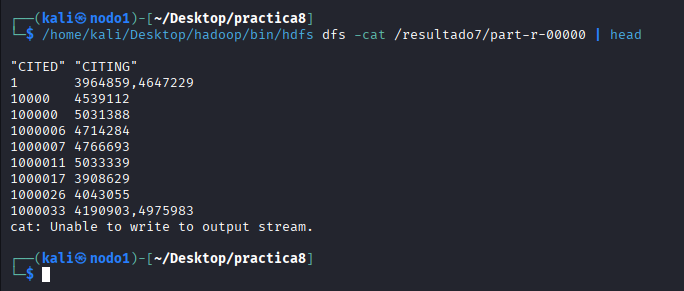 ┌──(kali㉿nodo1)-[~/Desktop/practica8]
└─$ /home/kali/Desktop/hadoop/bin/hdfs dfs -cat /resultado7/part-r-00000 | head
"CITED" "CITING"
1       3964859,4647229
10000   4539112
100000  5031388
1000006 4714284
1000007 4766693
1000011 5033339
1000017 3908629
1000026 4043055
1000033 4190903,4975983
cat: Unable to write to output stream.
┌──(kali㉿nodo1)-[~/Desktop/practica8]
└─$